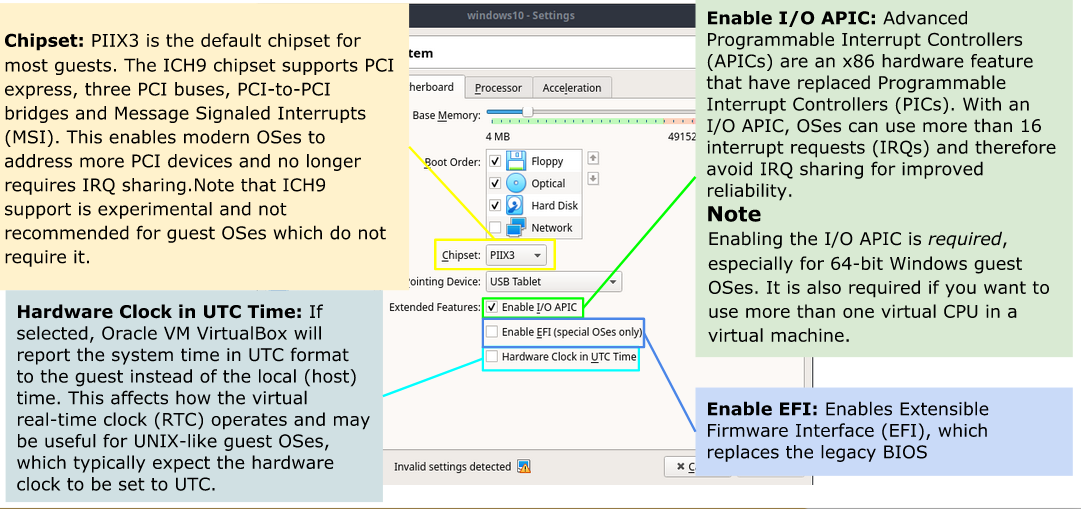 windows10 - Settings
Chipset: PIIX3 is the default chipset for
most guests. The ICH9 chipset supports PCI
express, three PCI buses, PCI-to-PCI
bridges and Message Signaled Interrupts
(MSI). This enables modern OSes to
address more PCI devices and no longer
requires IRQ sharing.Note that ICH9
support is experimental and not
recommended for guest OSes which do not
require it.
Hardware Clock in UTC Time: If
selected, Oracle VM VirtualBox will
report the system time in UTC format
to the guest instead of the local (host)
time. This affects how the virtual
real-time clock (RTC) operates and may
be useful for UNIX-like guest OSes,
which typically expect the hardware
clock to be set to UTC.
tem
herboard Processor Acceleration
Base Memory:
4 MB 49152
Boot Order: Floppy
Optical
Hard Disk
Network
Chipset: PIIX3
ointing Device: USB Tablet
Extended Features: Enable I/O APIC
Enable EFI (special OSes only)
Hardware Clock in UTC Time
Invalid settings detected
Enable I/O APIC: Advanced
Programmable Interrupt Controllers
(APICs) are an x86 hardware feature
that have replaced Programmable
Interrupt Controllers (PICs). With an
I/O APIC, OSes can use more than 16
interrupt requests (IRQs) and therefore
avoid IRQ sharing for improved
reliability.
Note
Enabling the I/O APIC is required,
especially for 64-bit Windows guest
OSes. It is also required if you want to
use more than one virtual CPU in a
virtual machine.
Enable EFI: Enables Extensible
Firmware Interface (EFI), which
replaces the legacy BIOS